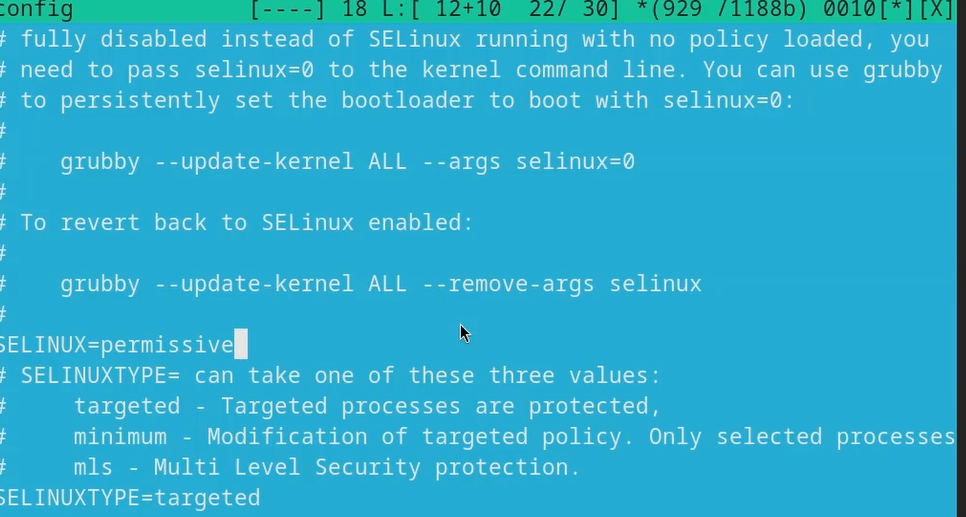 config [----] 18 L:[ 12+10 22/ 30] *(929 /1188b) 0010[*][X]
# fully disabled instead of SELinux running with no policy loaded, you
# need to pass selinux=0 to the kernel command line. You can use grubby
# to persistently set the bootloader to boot with selinux=0:
#
#    grubby --update-kernel ALL --args selinux=0
#
# To revert back to SELinux enabled:
#
#    grubby --update-kernel ALL --remove-args selinux
#
SELINUX=permissive
# SELINUXTYPE= can take one of these three values:
#     targeted - Targeted processes are protected,
#     minimum - Modification of targeted policy. Only selected processes
#     mls - Multi Level Security protection.
SELINUXTYPE=targeted